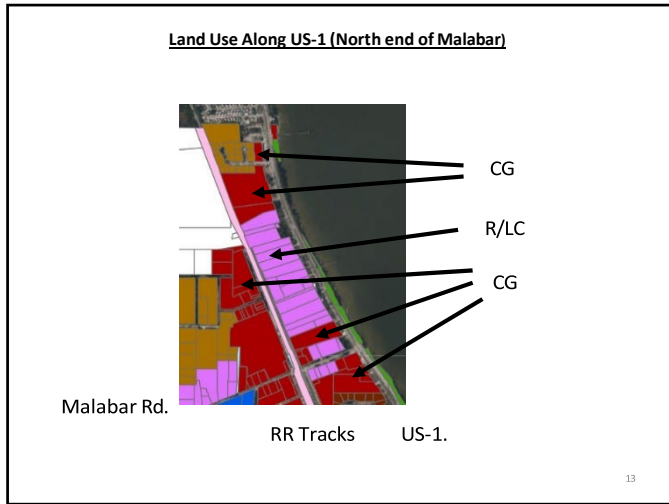 Land Use Along US-1 (North end of Malabar)
CG
R/LC
CG
Malabar Rd.
RR Tracks US-1.
13